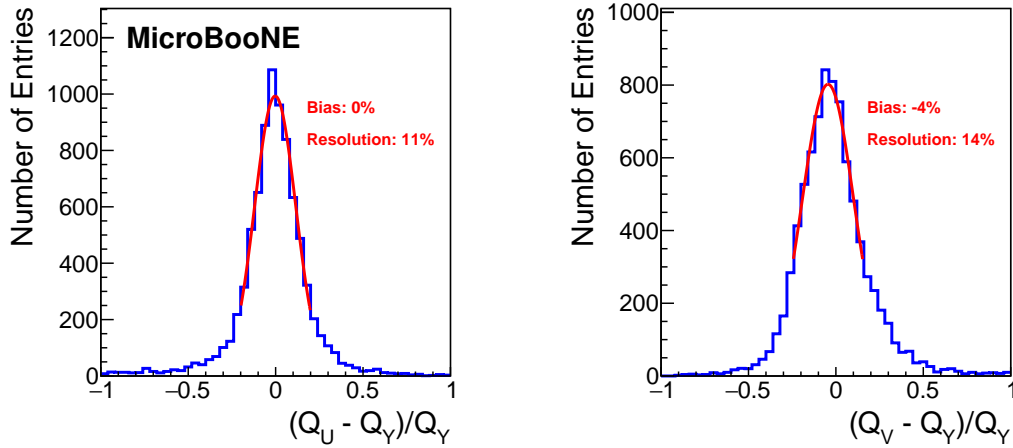 MicroBooNE
Number of Entries
1200
1000
800
600
400
200
0
Bias: 0%
Resolution: 11%
−1 −0.5 0 0.5 1
(Q_U - Q_Y)/Q_Y
Number of Entries
1000
800
600
400
200
0
Bias: -4%
Resolution: 14%
−1 −0.5 0 0.5 1
(Q_V - Q_Y)/Q_Y